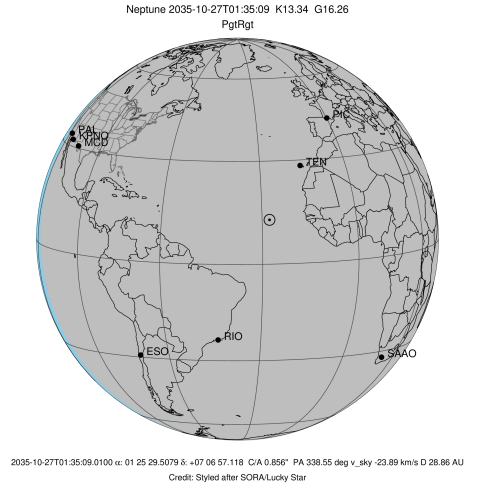 Neptune 2035-10-27T01:35:09 K13.34 G16.26
PgtRgt
PIC
PAL
KPNO
MCD
TEN
RIO
ESO
SAAO
2035-10-27T01:35:09.0100 α: 01 25 29.5079 δ: +07 06 57.118 C/A 0.856" PA 338.55 deg v_sky -23.89 km/s D 28.86 AU
Credit: Styled after SORA/Lucky Star